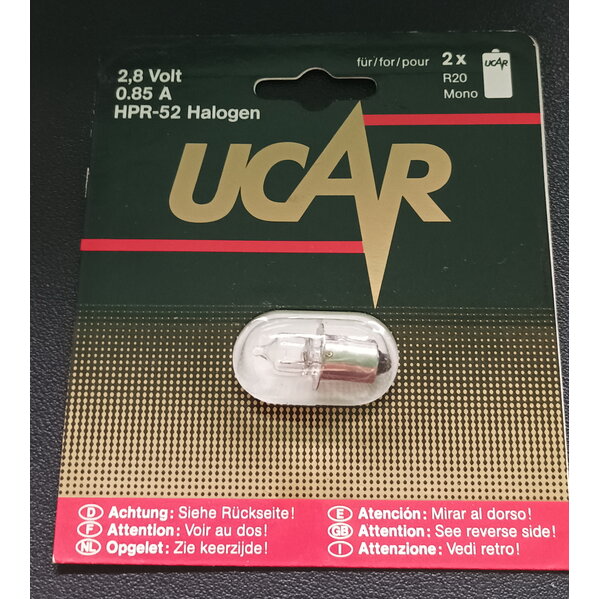 2,8 Volt
0.85 A
HPR-52 Halogen
für/for/pour 2x
R20
Mono
UCAR
UCAR
D Achtung: Siehe Rückseite!
F Attention: Voir au dos!
NL Opgelet: Zie keerzijde!
E Atención: Mirar al dorso!
GB Attention: See reverse side!
I Attenzione: Vedi retro!